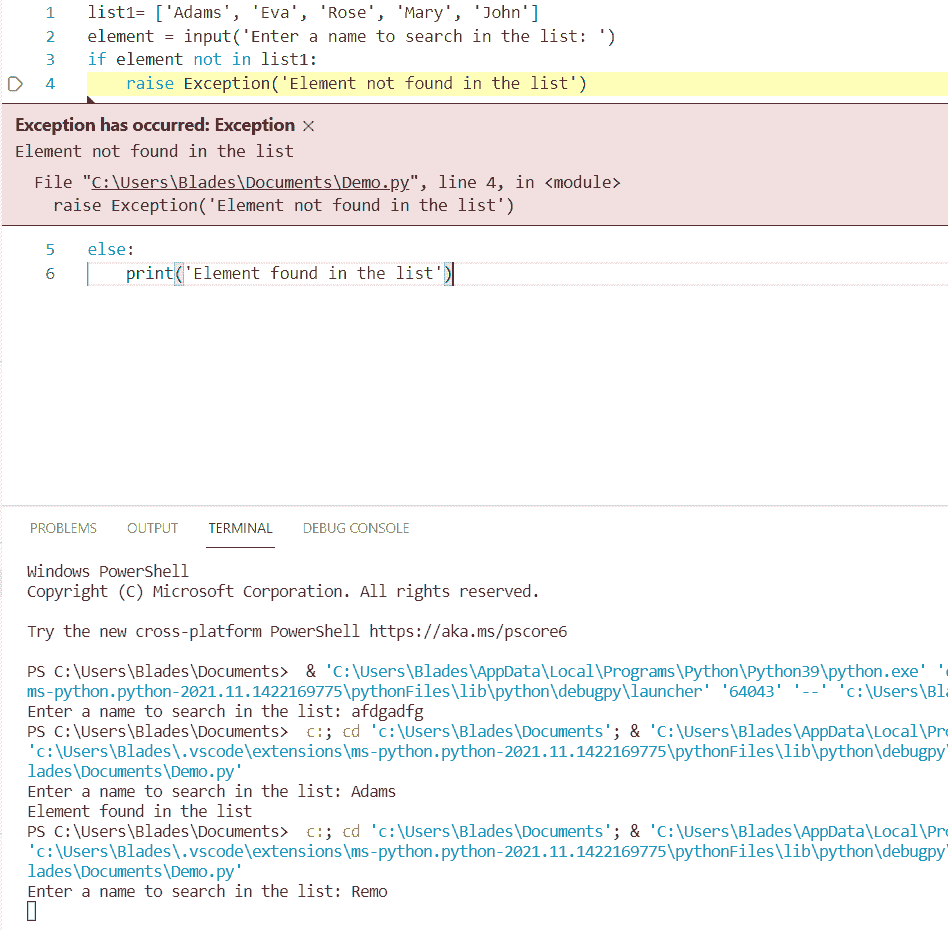 1 list1= ['Adams', 'Eva', 'Rose', 'Mary', 'John']
2 element = input('Enter a name to search in the list: ')
3 if element not in list1:
4 raise Exception('Element not found in the list')
Exception has occurred: Exception ×
Element not found in the list
File "C:\Users\Blades\Documents\Demo.py", line 4, in <module>
raise Exception('Element not found in the list')
5 else:
6 print('Element found in the list')
PROBLEMS OUTPUT TERMINAL DEBUG CONSOLE
Windows PowerShell
Copyright (C) Microsoft Corporation. All rights reserved.
Try the new cross-platform PowerShell https://aka.ms/pscore6
PS C:\Users\Blades\Documents> & 'C:\Users\Blades\AppData\Local\Programs\Python\Python39\python.exe' '
ms-python.python-2021.11.1422169775\pythonFiles\lib\python\debugpy\launcher' '64043' '--' 'c:\Users\Bla
Enter a name to search in the list: afdgadfg
PS C:\Users\Blades\Documents> c:; cd 'c:\Users\Blades\Documents'; & 'C:\Users\Blades\AppData\Local\Pr
'c:\Users\Blades\.vscode\extensions\ms-python.python-2021.11.1422169775\pythonFiles\lib\python\debugpy
lades\Documents\Demo.py'
Enter a name to search in the list: Adams
Element found in the list
PS C:\Users\Blades\Documents> c:; cd 'c:\Users\Blades\Documents'; & 'C:\Users\Blades\AppData\Local\Pr
'c:\Users\Blades\.vscode\extensions\ms-python.python-2021.11.1422169775\pythonFiles\lib\python\debugpy
lades\Documents\Demo.py'
Enter a name to search in the list: Remo